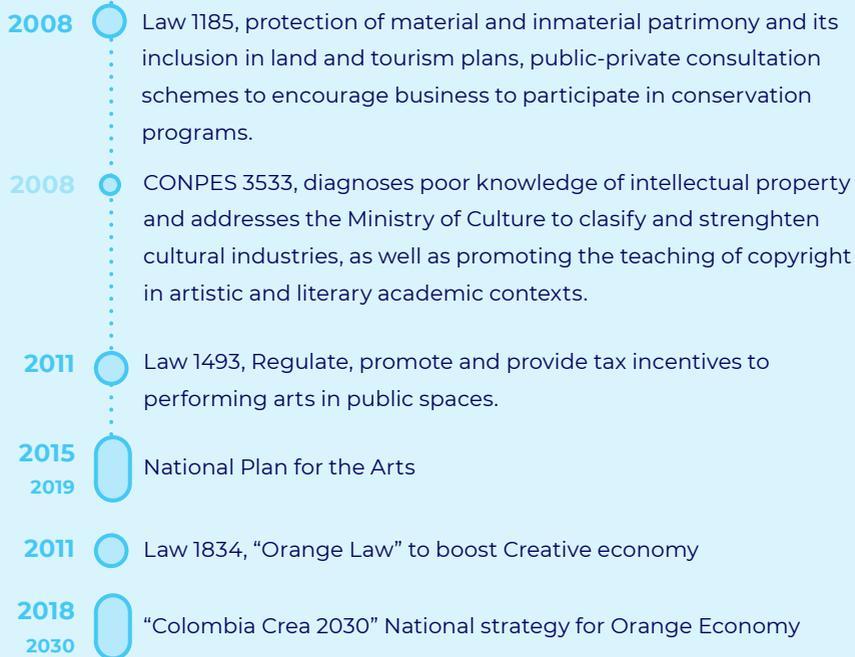 2008 Law 1185, protection of material and inmaterial patrimony and its
inclusion in land and tourism plans, public-private consultation
schemes to encourage business to participate in conservation
programs.
2008 CONPES 3533, diagnoses poor knowledge of intellectual property
and addresses the Ministry of Culture to clasify and strenghten
cultural industries, as well as promoting the teaching of copyright
in artistic and literary academic contexts.
2011 Law 1493, Regulate, promote and provide tax incentives to
performing arts in public spaces.
2015
National Plan for the Arts
2019
2011 Law 1834, “Orange Law” to boost Creative economy
2018
“Colombia Crea 2030” National strategy for Orange Economy
2030